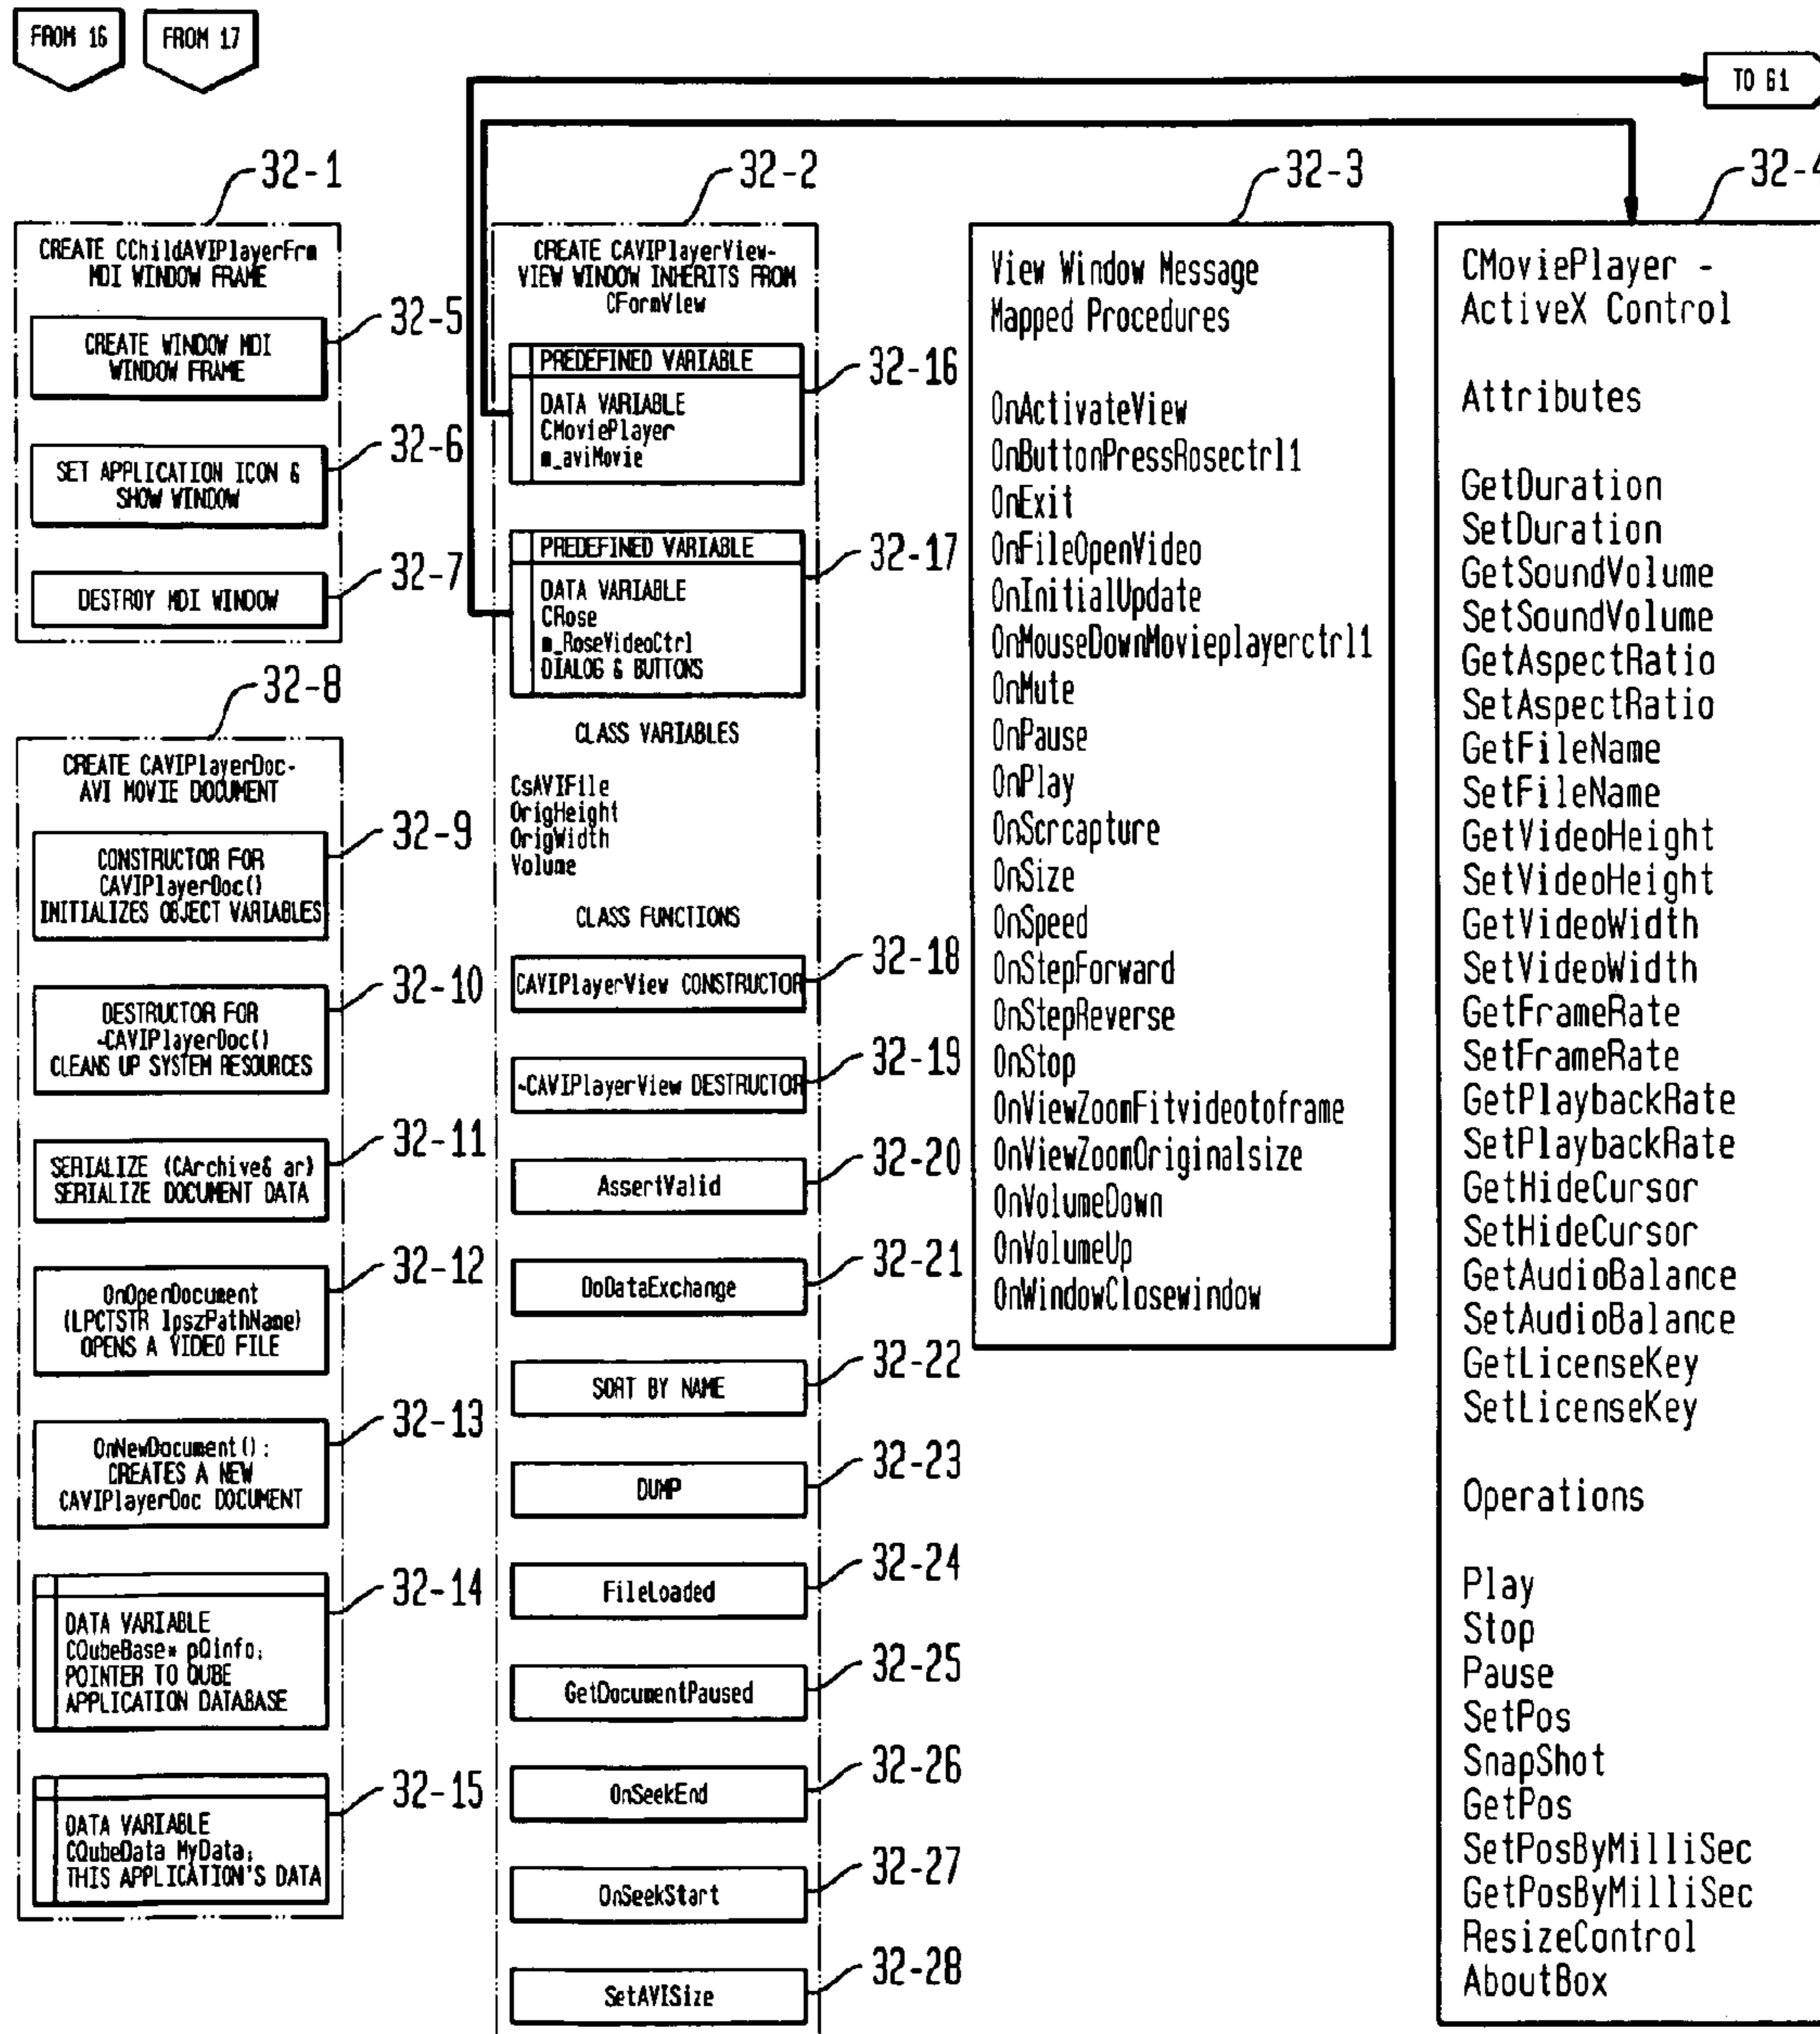 FROM 16
FROM 17
TO 61
32-1
CREATE CChildAVIPlayerFrm
MDI WINDOW FRAME
32-5
CREATE WINDOW MDI
WINDOW FRAME
32-6
SET APPLICATION ICON &
SHOW WINDOW
32-7
DESTROY MDI WINDOW
32-8
CREATE CAVIPlayerDoc-
AVI MOVIE DOCUMENT
32-9
CONSTRUCTOR FOR
CAVIPlayerDoc()
INITIALIZES OBJECT VARIABLES
32-10
DESTRUCTOR FOR
~CAVIPlayerDoc()
CLEANS UP SYSTEM RESOURCES
32-11
SERIALIZE (CArchive& ar)
SERIALIZE DOCUMENT DATA
32-12
OnOpenDocument
(LPCTSTR lpszPathName)
OPENS A VIDEO FILE
32-13
OnNewDocument():
CREATES A NEW
CAVIPlayerDoc DOCUMENT
32-14
DATA VARIABLE
CQubeBase* pQinfo;
POINTER TO QUBE
APPLICATION DATABASE
32-15
DATA VARIABLE
CQubeData MyData;
THIS APPLICATION'S DATA
32-2
CREATE CAVIPlayerView-
VIEW WINDOW INHERITS FROM
CFormView
32-16
PREDEFINED VARIABLE
DATA VARIABLE
CMoviePlayer
m_aviMovie
32-17
PREDEFINED VARIABLE
DATA VARIABLE
CRose
m_RoseVideoCtrl
DIALOG & BUTTONS
CLASS VARIABLES
CsAVIFile
OrigHeight
OrigWidth
Volume
CLASS FUNCTIONS
32-18
CAVIPlayerView CONSTRUCTOR
32-19
~CAVIPlayerView DESTRUCTOR
32-20
AssertValid
32-21
DoDataExchange
32-22
SORT BY NAME
32-23
DUMP
32-24
FileLoaded
32-25
GetDocumentPaused
32-26
OnSeekEnd
32-27
OnSeekStart
32-28
SetAVISize
32-3
View Window Message
Mapped Procedures
OnActivateView
OnButtonPressRosectrl1
OnExit
OnFileOpenVideo
OnInitialUpdate
OnMouseDownMovieplayerctrl1
OnMute
OnPause
OnPlay
OnScrcapture
OnSize
OnSpeed
OnStepForward
OnStepReverse
OnStop
OnViewZoomFitvideotoframe
OnViewZoomOriginalsize
OnVolumeDown
OnVolumeUp
OnWindowClosewindow
32-4
CMoviePlayer -
ActiveX Control
Attributes
GetDuration
SetDuration
GetSoundVolume
SetSoundVolume
GetAspectRatio
SetAspectRatio
GetFileName
SetFileName
GetVideoHeight
SetVideoHeight
GetVideoWidth
SetVideoWidth
GetFrameRate
SetFrameRate
GetPlaybackRate
SetPlaybackRate
GetHideCursor
SetHideCursor
GetAudioBalance
SetAudioBalance
GetLicenseKey
SetLicenseKey
Operations
Play
Stop
Pause
SetPos
SnapShot
GetPos
SetPosByMilliSec
GetPosByMilliSec
ResizeControl
AboutBox